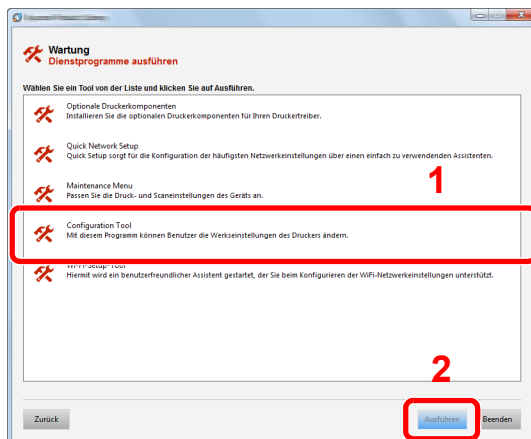 Wartung
Dienstprogramme ausführen
Wählen Sie ein Tool von der Liste und klicken Sie auf Ausführen.
Optionale Druckerkomponenten
Installieren Sie die optionalen Druckerkomponenten für Ihren Druckertreiber.
Quick Network Setup
Quick Setup sorgt für die Konfiguration der häufigsten Netzwerkeinstellungen über einen einfach zu verwendenden Assistenten.
1
Maintenance Menu
Passen Sie die Druck- und Scaneinstellungen des Geräts an.
Configuration Tool
Mit diesem Programm können Benutzer die Werkseinstellungen des Druckers ändern.
Wi-Fi-Setup-Tool
Hiermit wird ein benutzerfreundlicher Assistent gestartet, der Sie beim Konfigurieren der WiFi-Netzwerkeinstellungen unterstützt.
2
Zurück
Ausführen
Beenden